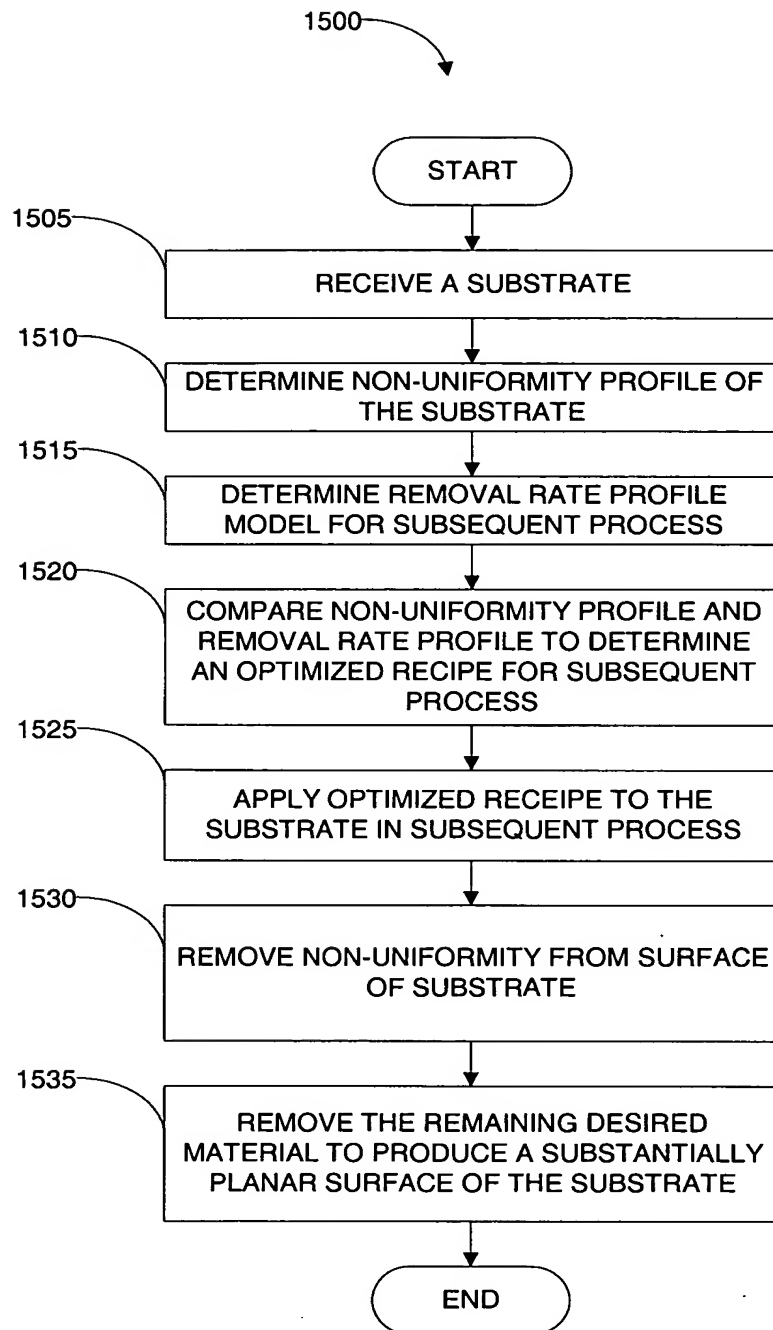 1500
START
1505
RECEIVE A SUBSTRATE
1510
DETERMINE NON-UNIFORMITY PROFILE OF
THE SUBSTRATE
1515
DETERMINE REMOVAL RATE PROFILE
MODEL FOR SUBSEQUENT PROCESS
1520
COMPARE NON-UNIFORMITY PROFILE AND
REMOVAL RATE PROFILE TO DETERMINE
AN OPTIMIZED RECIPE FOR SUBSEQUENT
PROCESS
1525
APPLY OPTIMIZED RECEIPE TO THE
SUBSTRATE IN SUBSEQUENT PROCESS
1530
REMOVE NON-UNIFORMITY FROM SURFACE
OF SUBSTRATE
1535
REMOVE THE REMAINING DESIRED
MATERIAL TO PRODUCE A SUBSTANTIALLY
PLANAR SURFACE OF THE SUBSTRATE
END